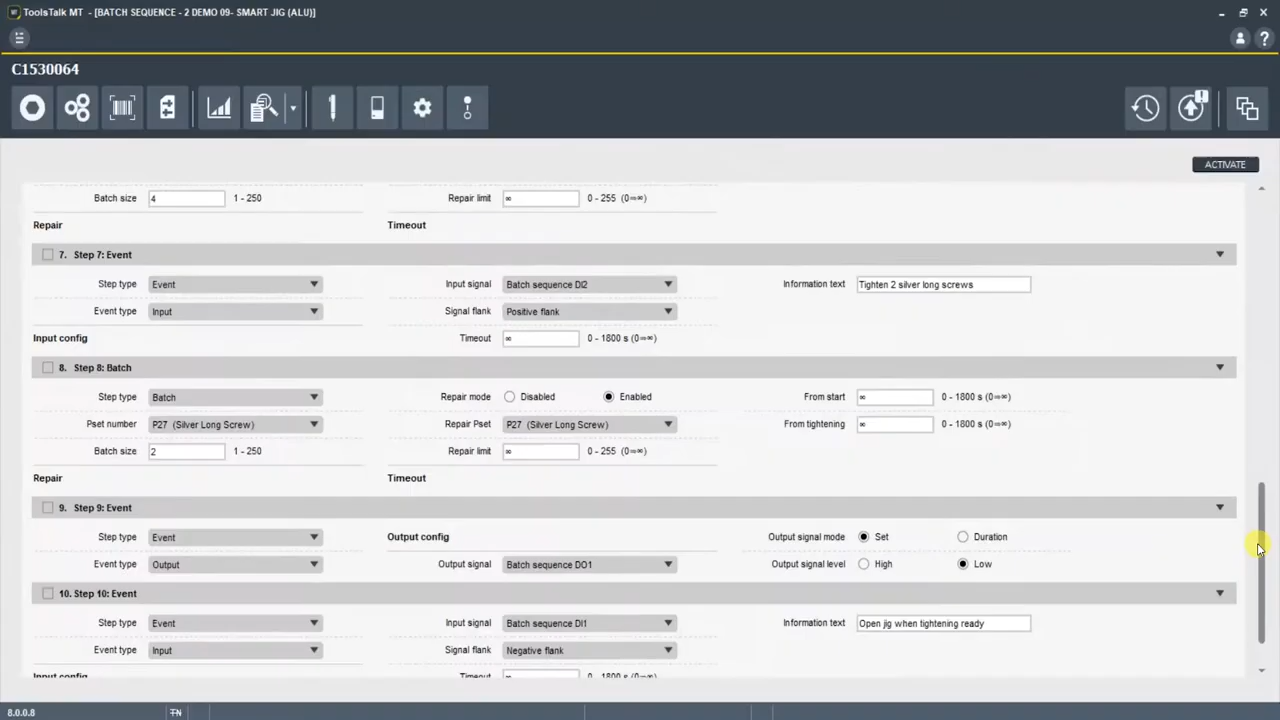 ToolsTalk MT - [BATCH SEQUENCE - 2 DEMO 09- SMART JIG (ALU)]
C1530064
ACTIVATE
Batch size 4 1 - 250 Repair limit ∞ 0 - 255 (0=∞)
Repair Timeout
7. Step 7: Event
Step type Event Input signal Batch sequence DI2 Information text Tighten 2 silver long screws
Event type Input Signal flank Positive flank
Input config Timeout ∞ 0 - 1800 s (0=∞)
8. Step 8: Batch
Step type Batch Repair mode Disabled Enabled From start ∞ 0 - 1800 s (0=∞)
Pset number P27 (Silver Long Screw) Repair Pset P27 (Silver Long Screw) From tightening ∞ 0 - 1800 s (0=∞)
Batch size 2 1 - 250 Repair limit ∞ 0 - 255 (0=∞)
Repair Timeout
9. Step 9: Event
Step type Event Output config Output signal mode Set Duration
Event type Output Output signal Batch sequence DO1 Output signal level High Low
10. Step 10: Event
Step type Event Input signal Batch sequence DI1 Information text Open jig when tightening ready
Event type Input Signal flank Negative flank
Input config Timeout ∞ 0 - 1800 s (0=∞)
8.0.0.8 TN